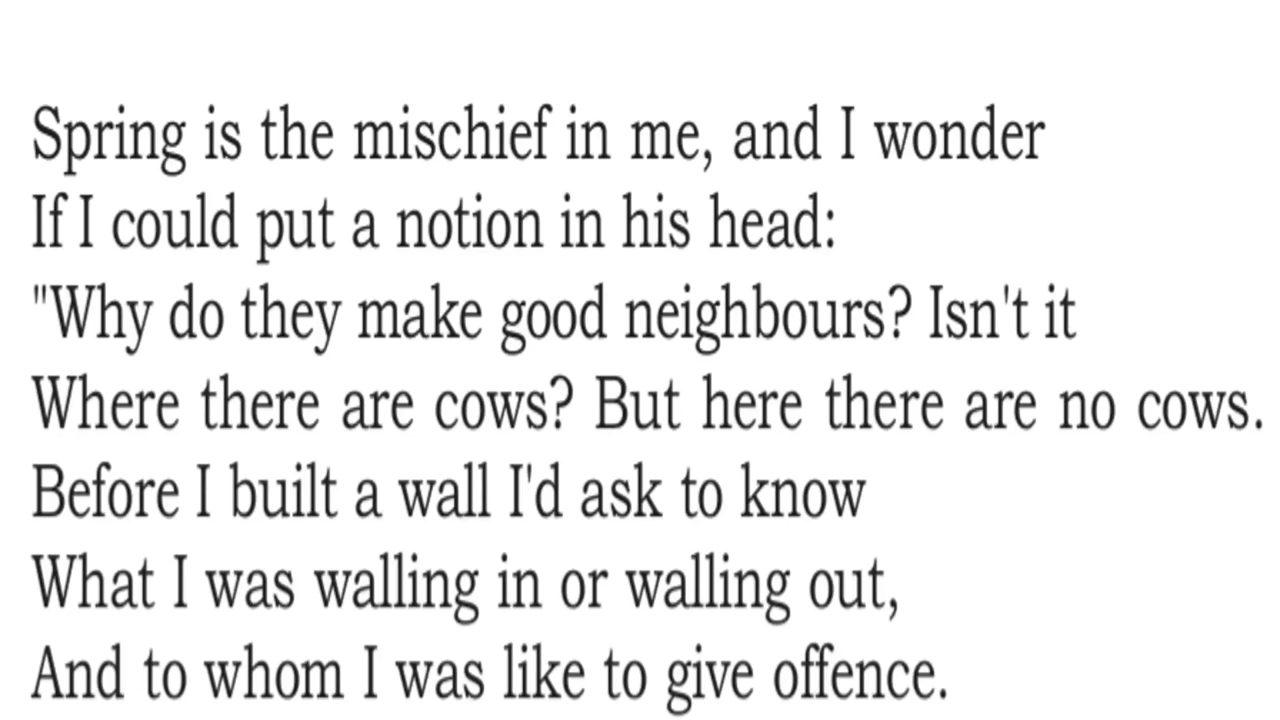 Spring is the mischief in me, and I wonder
If I could put a notion in his head:
"Why do they make good neighbours? Isn't it
Where there are cows? But here there are no cows.
Before I built a wall I'd ask to know
What I was walling in or walling out,
And to whom I was like to give offence.